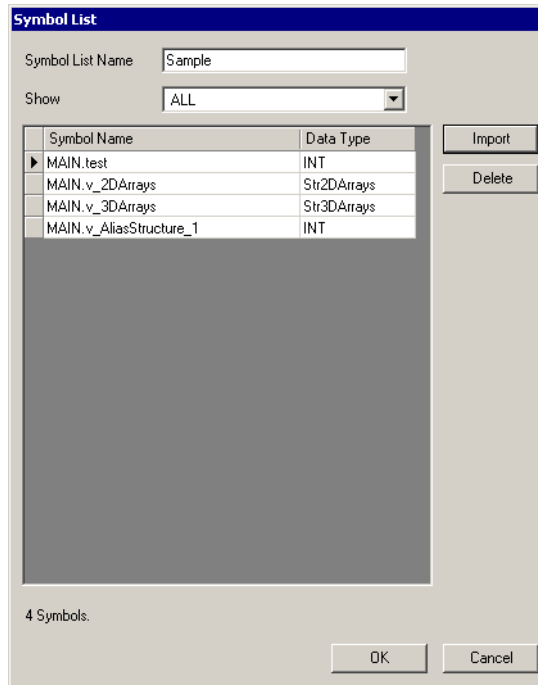 Symbol List
Symbol List Name Sample
Show ALL
Symbol Name Data Type Import
MAIN.test INT
MAIN.v_2DArrays Str2DArrays Delete
MAIN.v_3DArrays Str3DArrays
MAIN.v_AliasStructure_1 INT
4 Symbols.
OK Cancel